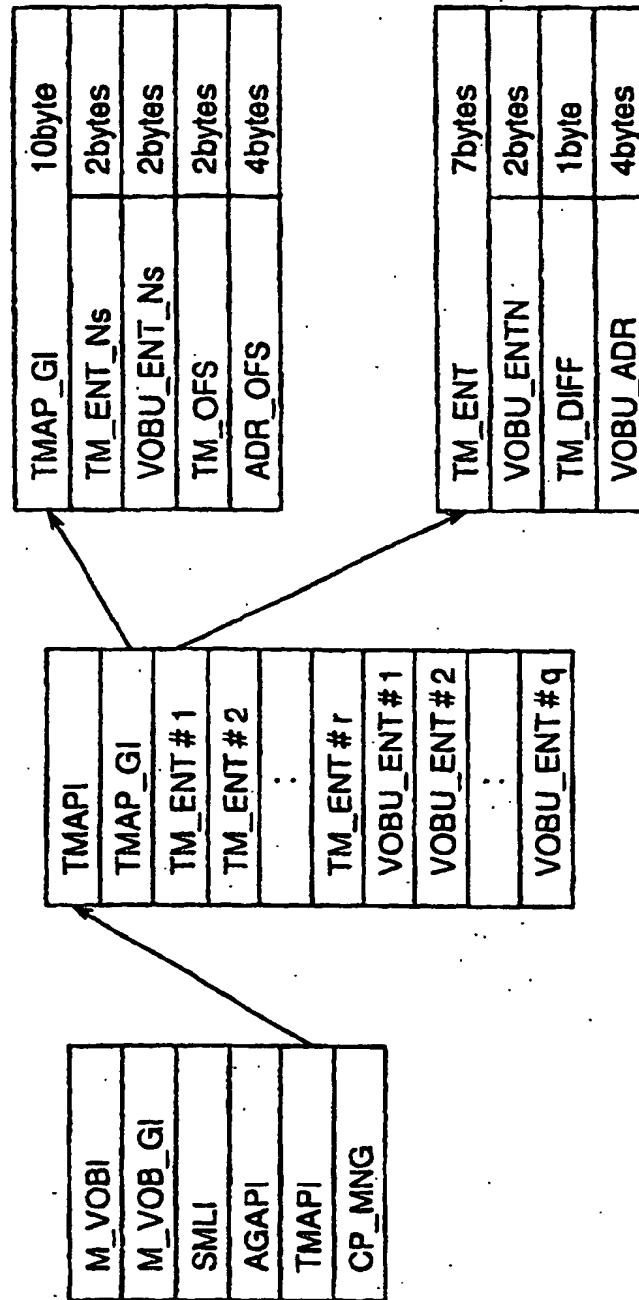 M_VOBI
M_VOB_GI
SMLI
AGAPI
TMAPI
CP_MNG
TMAPI
TMAP_GI
TM_ENT#1
TM_ENT#2
:
TM_ENT#r
VOBU_ENT#1
VOBU_ENT#2
:
VOBU_ENT#q
TMAP_GI 10byte
TM_ENT_Ns 2bytes
VOBU_ENT_Ns 2bytes
TM_OFS 2bytes
ADR_OFS 4bytes
TM_ENT 7bytes
VOBU_ENTN 2bytes
TM_DIFF 1byte
VOBU_ADR 4bytes